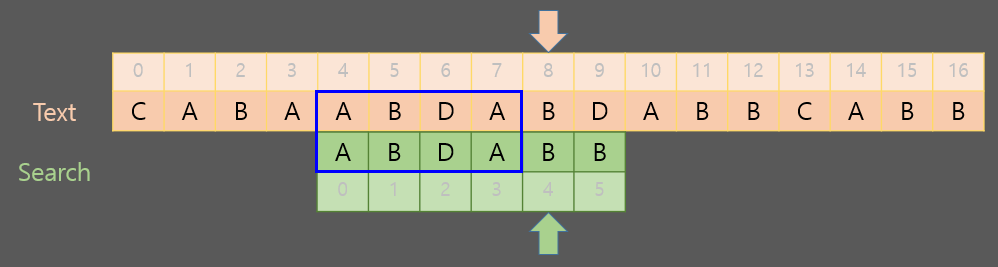 0 1 2 3 4 5 6 7 8 9 10 11 12 13 14 15 16
Text C A B A A B D A B D A B B C A B B
Search A B D A B B
0 1 2 3 4 5